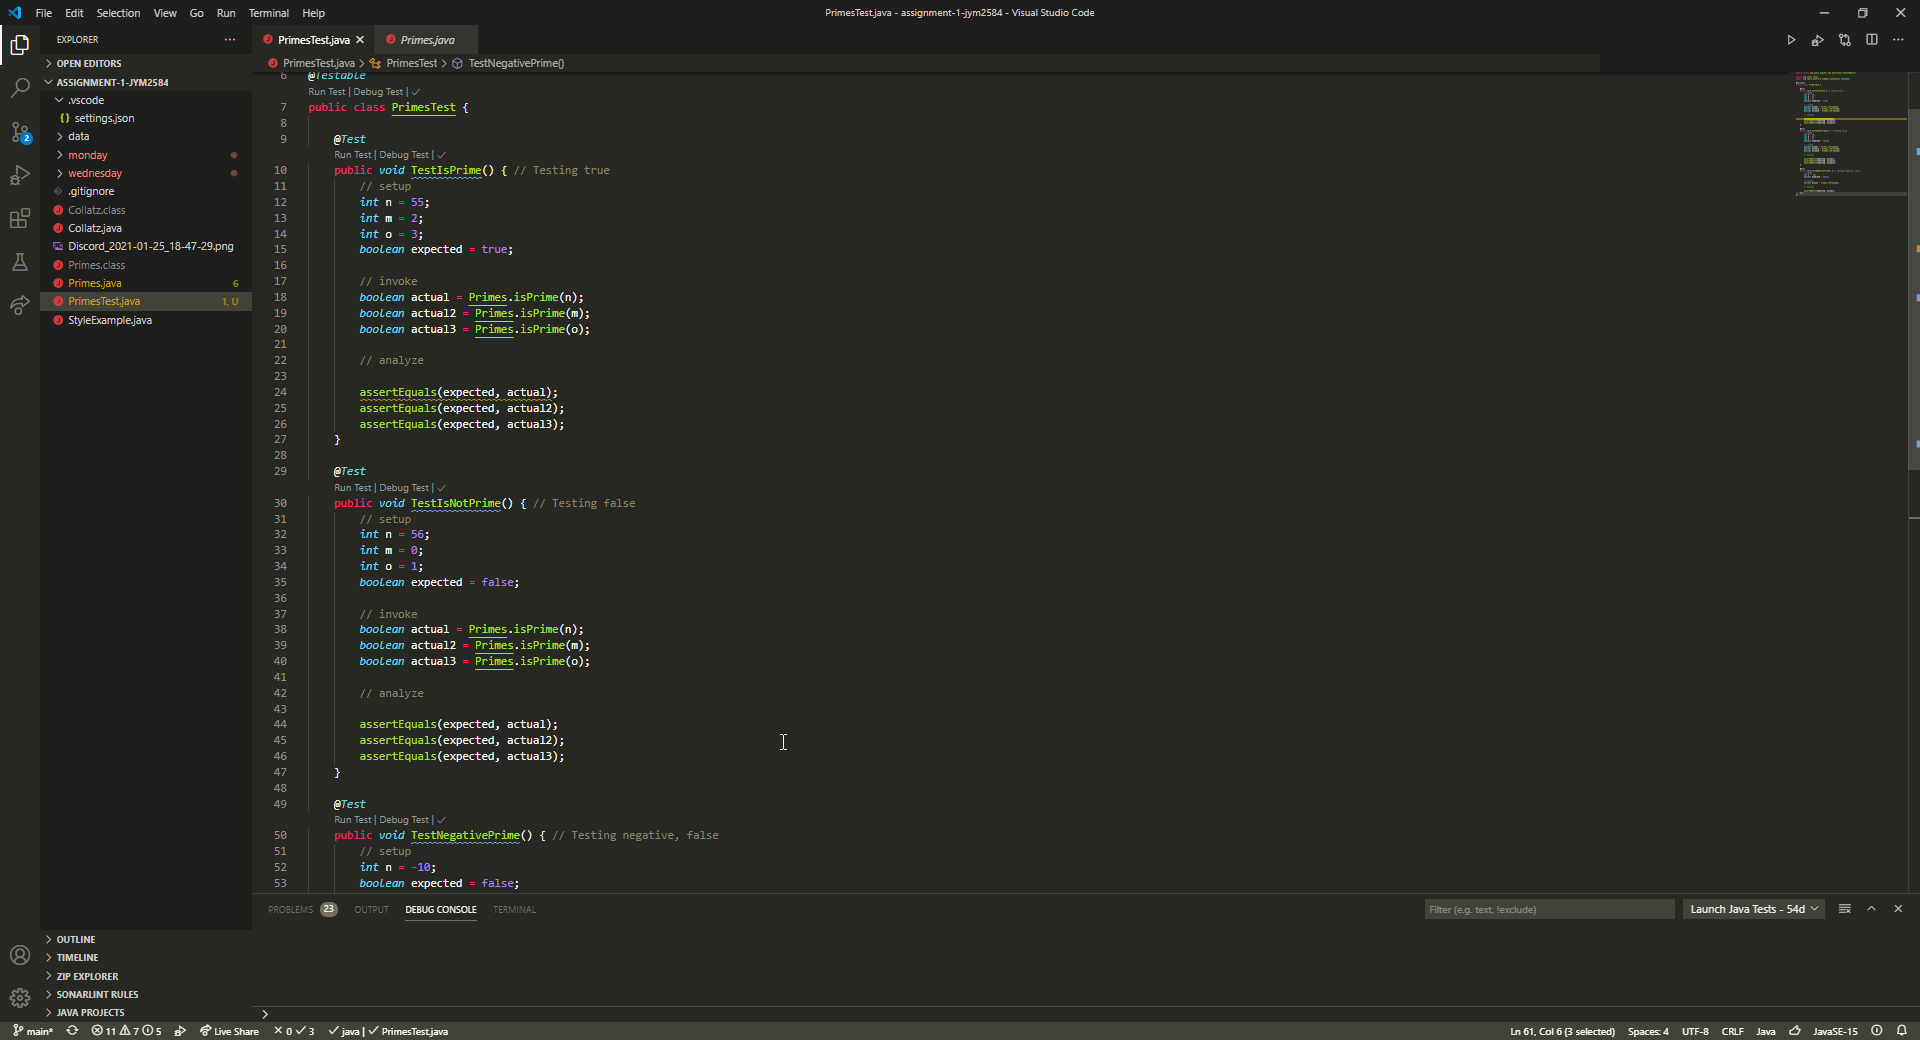 File Edit Selection View Go Run Terminal Help
PrimesTest.java - assignment-1-jym2584 - Visual Studio Code
EXPLORER
OPEN EDITORS
ASSIGNMENT-1-JYM2584
.vscode
{} settings.json
data
monday
wednesday
.gitignore
Collatz.class
Collatz.java
Discord_2021-01-25_18-47-29.png
Primes.class
Primes.java 6
PrimesTest.java 1, U
StyleExample.java
OUTLINE
TIMELINE
ZIP EXPLORER
SONARLINT RULES
JAVA PROJECTS
PrimesTest.java Primes.java
PrimesTest.java > PrimesTest > TestNegativePrime()
6 @Testable
Run Test | Debug Test | ✓
7 public class PrimesTest {
8
9 @Test
Run Test | Debug Test | ✓
10 public void TestIsPrime() { // Testing true
11 // setup
12 int n = 55;
13 int m = 2;
14 int o = 3;
15 boolean expected = true;
16
17 // invoke
18 boolean actual = Primes.isPrime(n);
19 boolean actual2 = Primes.isPrime(m);
20 boolean actual3 = Primes.isPrime(o);
21
22 // analyze
23
24 assertEquals(expected, actual);
25 assertEquals(expected, actual2);
26 assertEquals(expected, actual3);
27 }
28
29 @Test
Run Test | Debug Test | ✓
30 public void TestIsNotPrime() { // Testing false
31 // setup
32 int n = 56;
33 int m = 0;
34 int o = 1;
35 boolean expected = false;
36
37 // invoke
38 boolean actual = Primes.isPrime(n);
39 boolean actual2 = Primes.isPrime(m);
40 boolean actual3 = Primes.isPrime(o);
41
42 // analyze
43
44 assertEquals(expected, actual);
45 assertEquals(expected, actual2);
46 assertEquals(expected, actual3);
47 }
48
49 @Test
Run Test | Debug Test | ✓
50 public void TestNegativePrime() { // Testing negative, false
51 // setup
52 int n = -10;
53 boolean expected = false;
PROBLEMS 23 OUTPUT DEBUG CONSOLE TERMINAL
Filter (e.g. text, !exclude)
Launch Java Tests - 54d
main* 11 7 5 Live Share × 0 ✓ 3 ✓ java | ✓ PrimesTest.java
Ln 61, Col 6 (3 selected) Spaces: 4 UTF-8 CRLF Java JavaSE-15